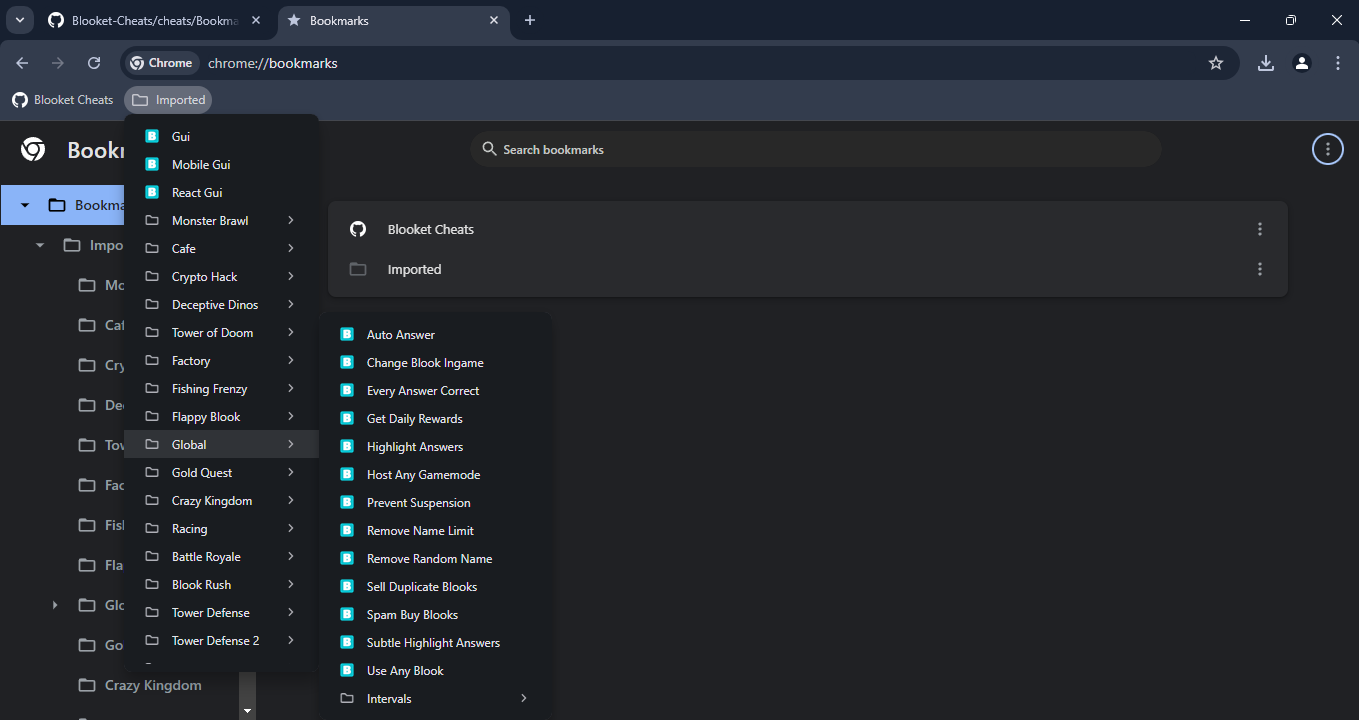 Blooket-Cheats/cheats/Bookma
Bookmarks
Chrome
chrome://bookmarks
Blooket Cheats
Imported
Bookr
Search bookmarks
Bookma
Impo
Mo
Caf
Cry
De
Tov
Fac
Fis
Fla
Glo
Go
Crazy Kingdom
Gui
Mobile Gui
React Gui
Monster Brawl
Cafe
Crypto Hack
Deceptive Dinos
Tower of Doom
Factory
Fishing Frenzy
Flappy Blook
Global
Gold Quest
Crazy Kingdom
Racing
Battle Royale
Blook Rush
Tower Defense
Tower Defense 2
Blooket Cheats
Imported
Auto Answer
Change Blook Ingame
Every Answer Correct
Get Daily Rewards
Highlight Answers
Host Any Gamemode
Prevent Suspension
Remove Name Limit
Remove Random Name
Sell Duplicate Blooks
Spam Buy Blooks
Subtle Highlight Answers
Use Any Blook
Intervals